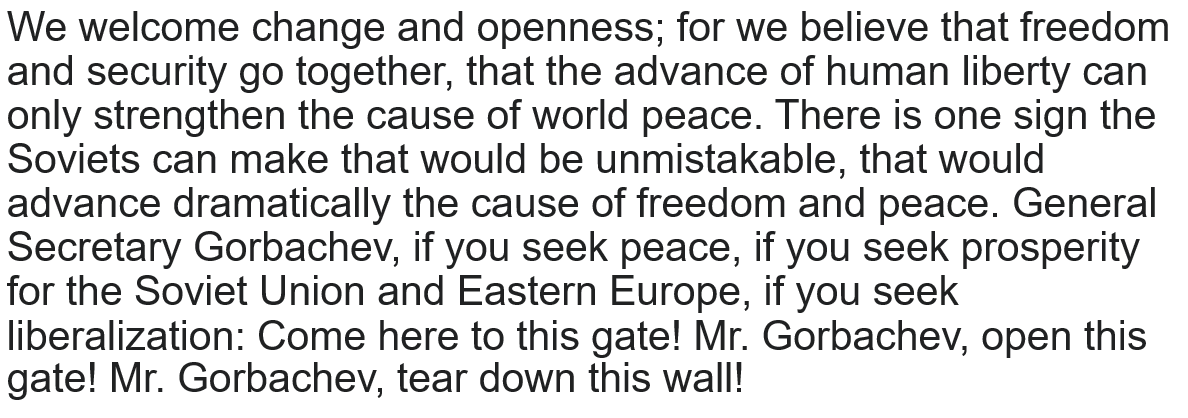 We welcome change and openness; for we believe that freedom
and security go together, that the advance of human liberty can
only strengthen the cause of world peace. There is one sign the
Soviets can make that would be unmistakable, that would
advance dramatically the cause of freedom and peace. General
Secretary Gorbachev, if you seek peace, if you seek prosperity
for the Soviet Union and Eastern Europe, if you seek
liberalization: Come here to this gate! Mr. Gorbachev, open this
gate! Mr. Gorbachev, tear down this wall!